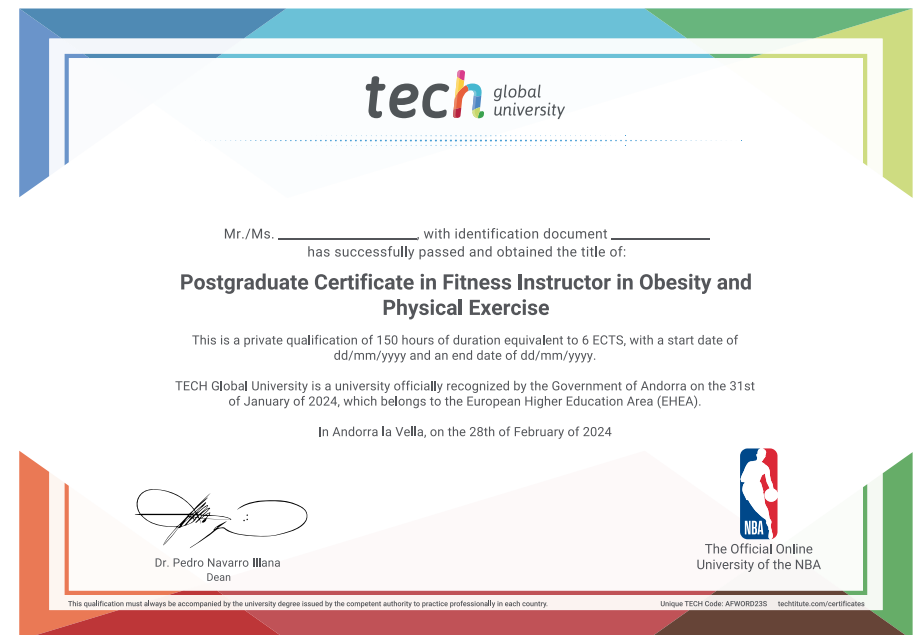 tech global university
Mr./Ms. ____________________, with identification document ______________
has successfully passed and obtained the title of:
Postgraduate Certificate in Fitness Instructor in Obesity and
Physical Exercise
This is a private qualification of 150 hours of duration equivalent to 6 ECTS, with a start date of
dd/mm/yyyy and an end date of dd/mm/yyyy.
TECH Global University is a university officially recognized by the Government of Andorra on the 31st
of January of 2024, which belongs to the European Higher Education Area (EHEA).
In Andorra la Vella, on the 28th of February of 2024
NBA
Dr. Pedro Navarro Illana
Dean
The Official Online
University of the NBA
This qualification must always be accompanied by the university degree issued by the competent authority to practice professionally in each country.
Unique TECH Code: AFWORD23S techtitute.com/certificates